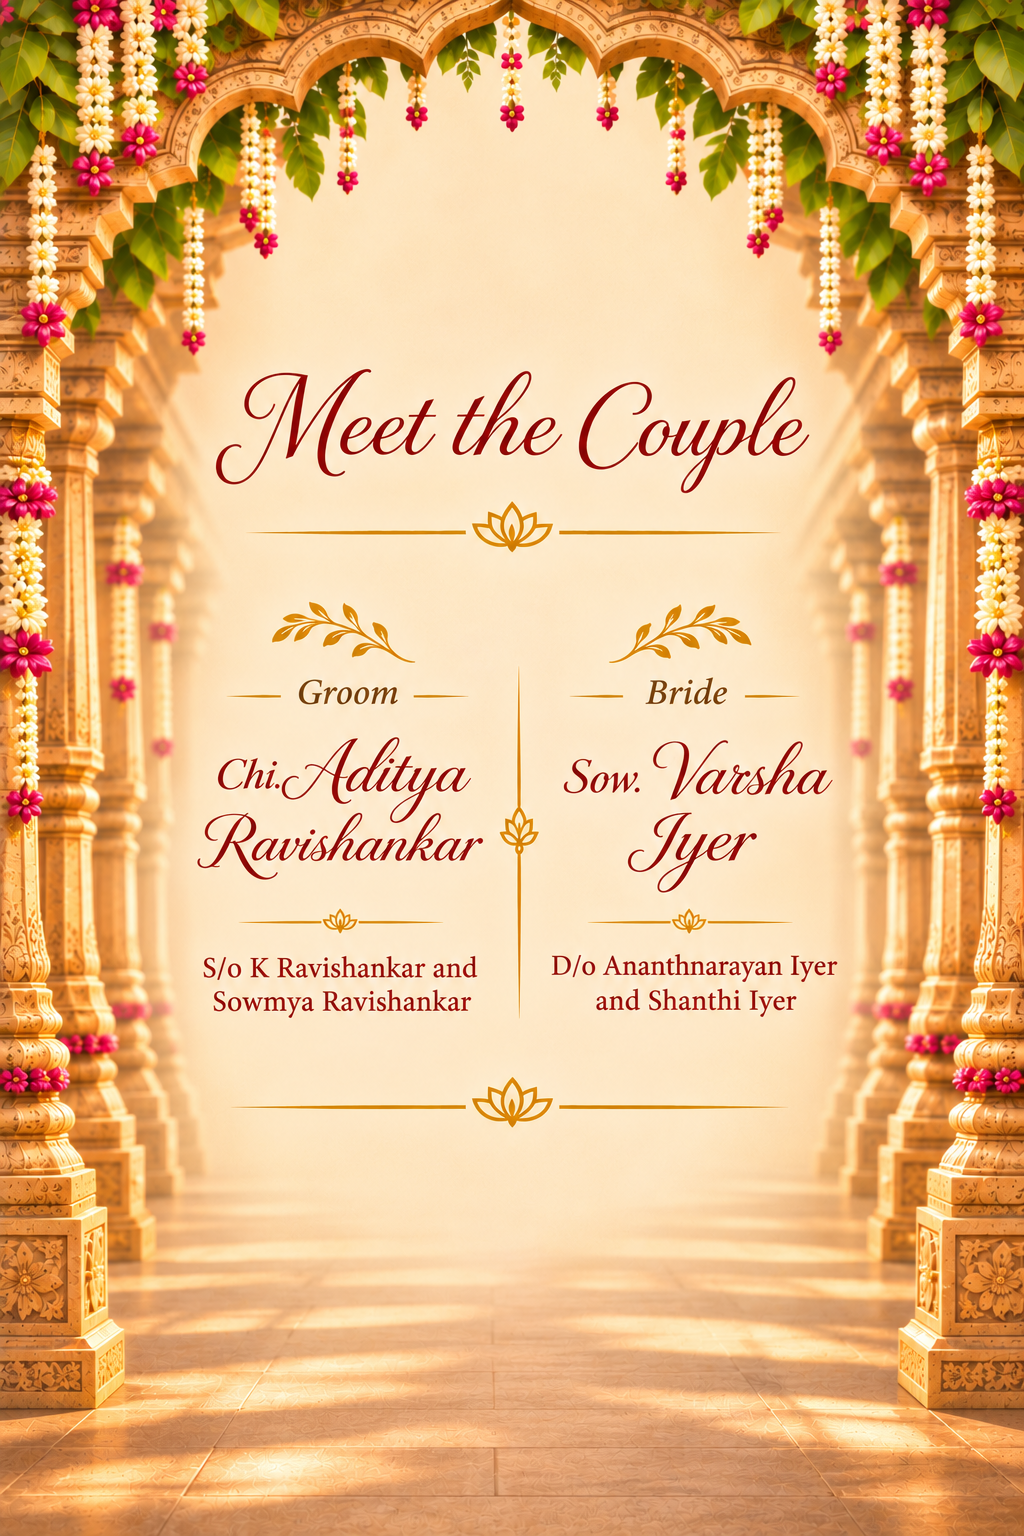 Meet the Couple
Groom
Chi. Aditya
Ravishankar
S/o K Ravishankar and
Sowmya Ravishankar
Bride
Sow. Varsha
Iyer
D/o Ananthnarayan Iyer
and Shanthi Iyer